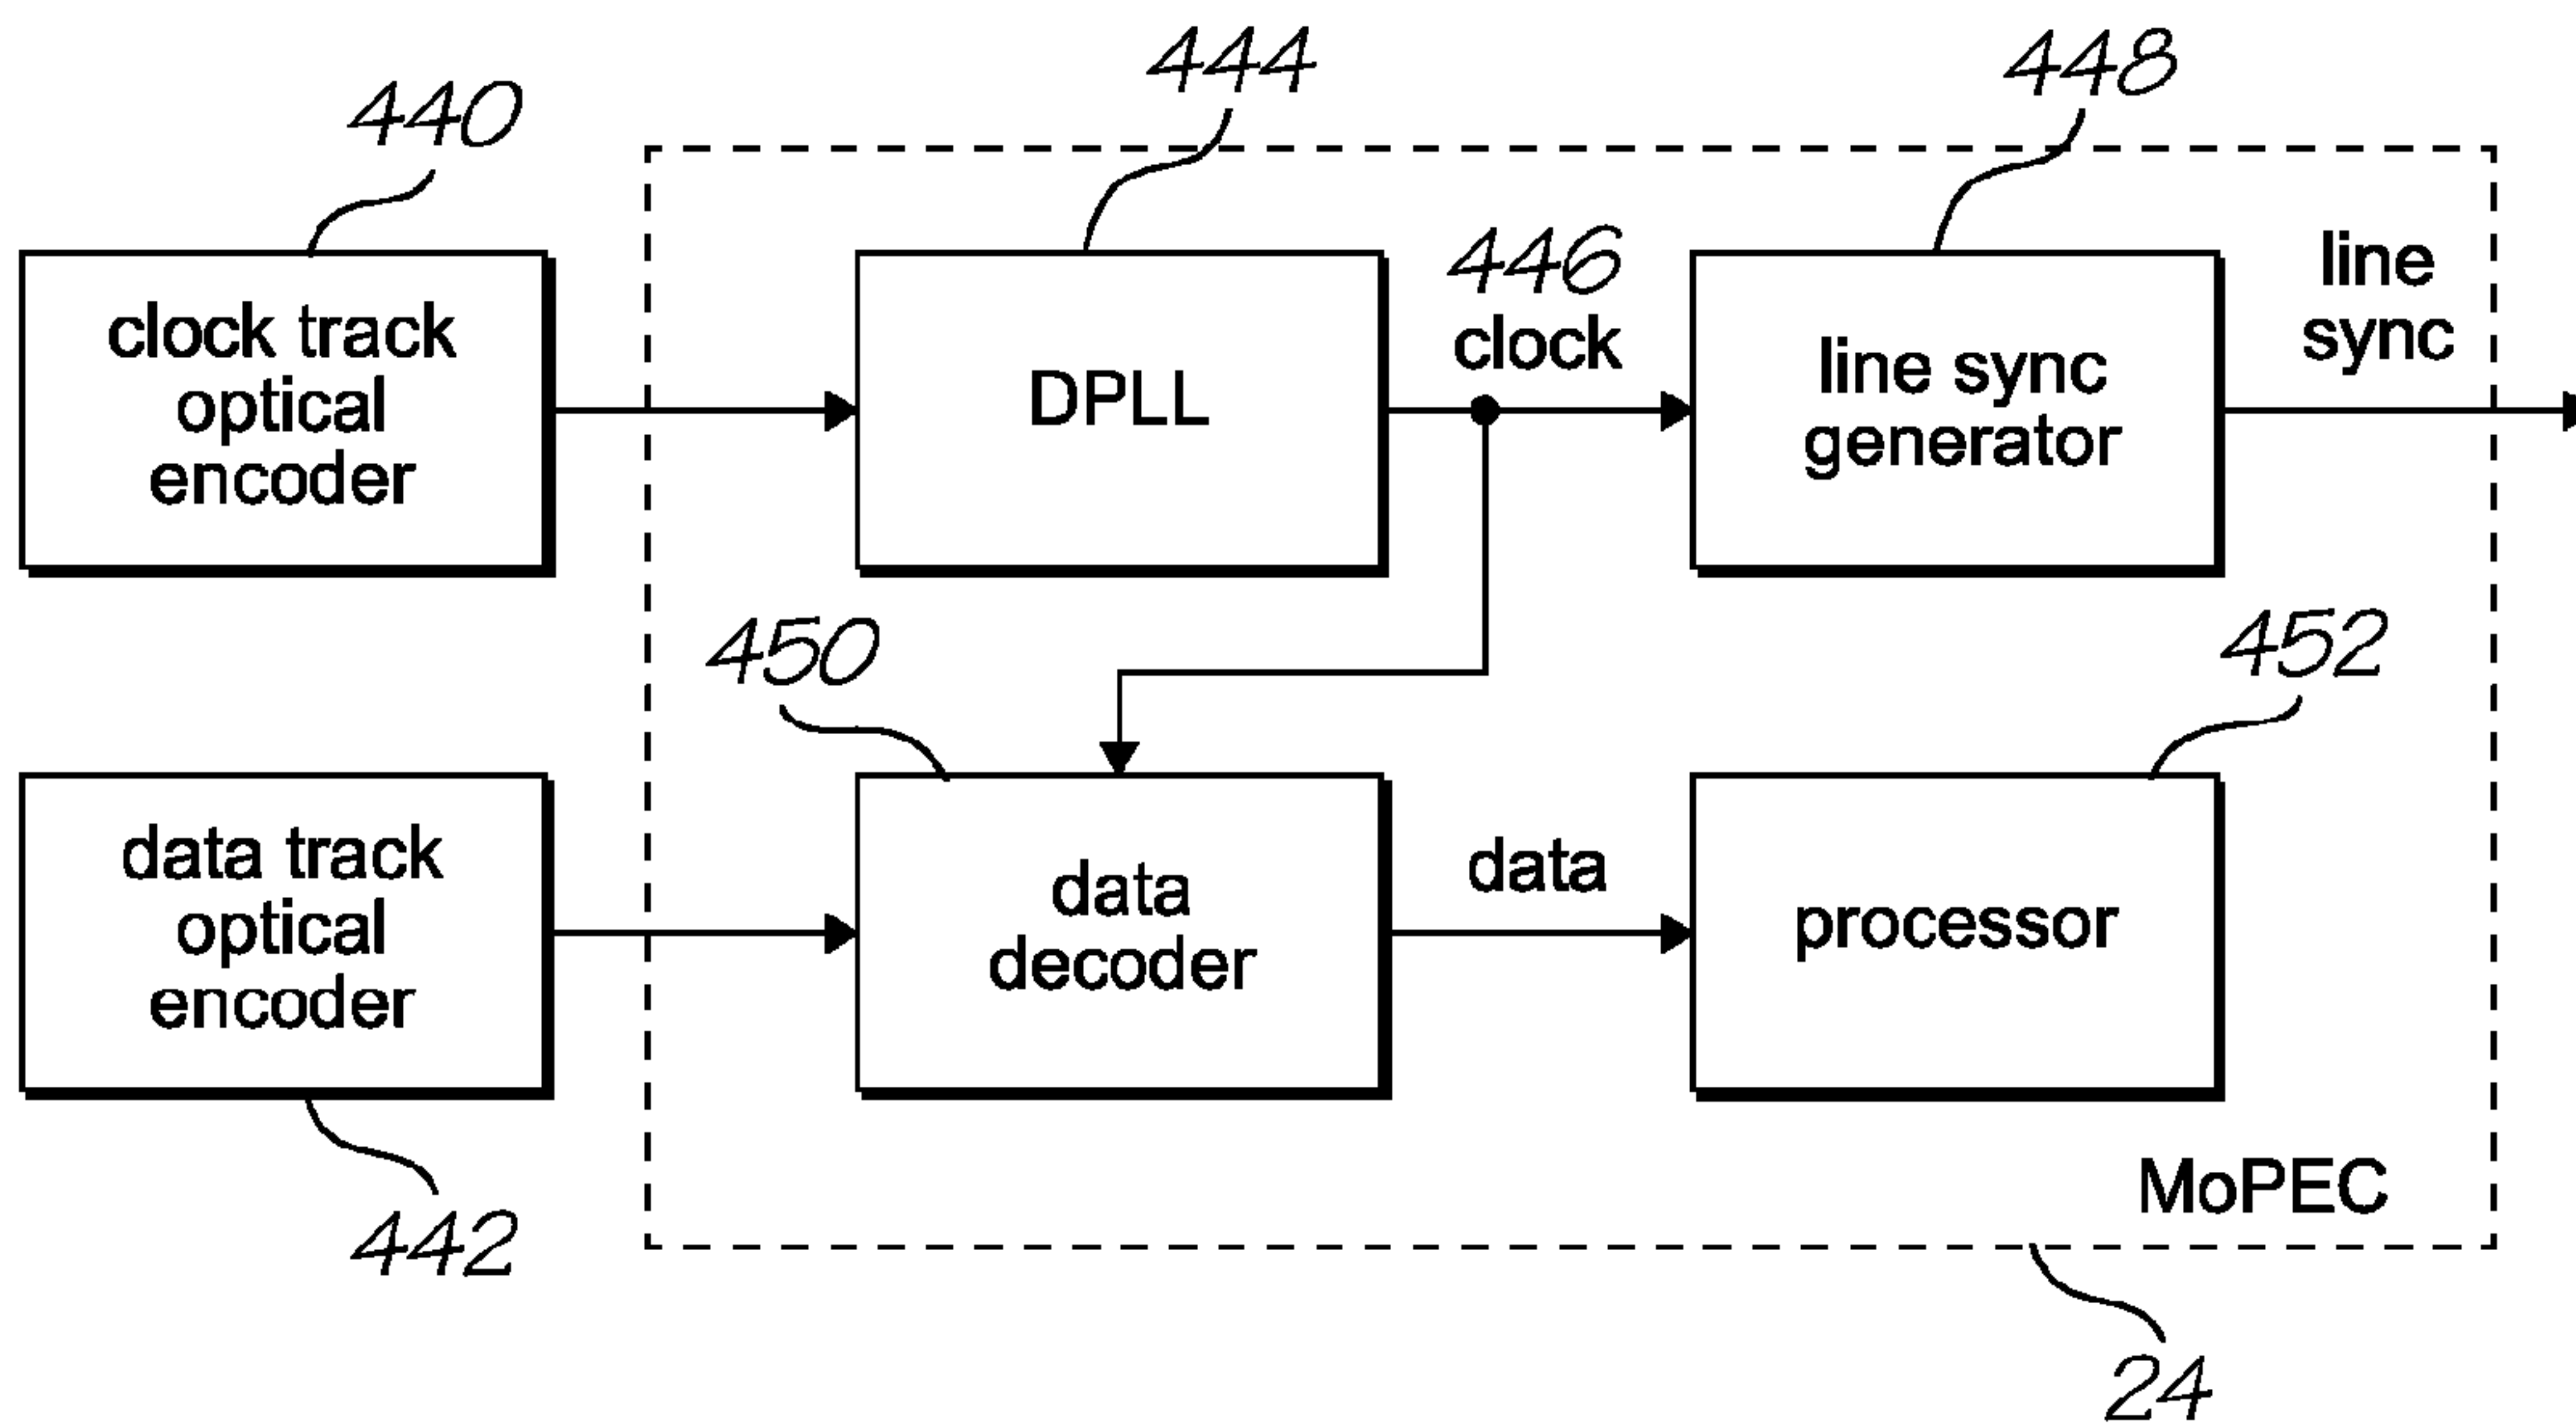 444
448
440
446
clock
line
sync
clock track
optical
encoder
DPLL
line sync
generator
450
452
data track
optical
encoder
data
decoder
data
processor
MoPEC
442
24